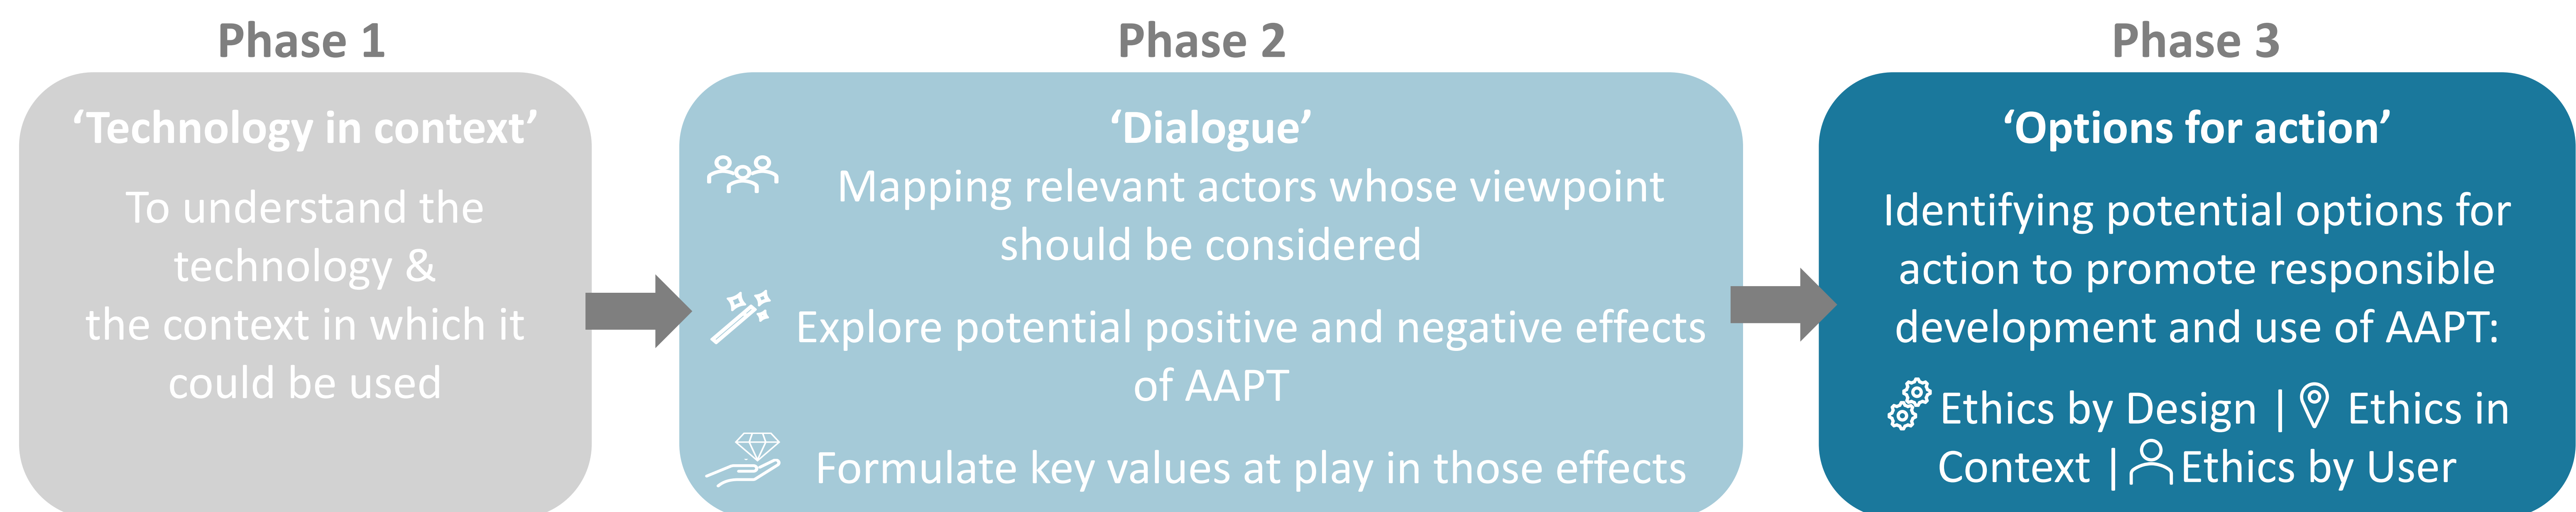 Phase 1
‘Technology in context’
To understand the
technology &
the context in which it
could be used
Phase 2
‘Dialogue’
Mapping relevant actors whose viewpoint
should be considered
Explore potential positive and negative effects
of AAPT
Formulate key values at play in those effects
Phase 3
‘Options for action’
Identifying potential options for
action to promote responsible
development and use of AAPT:
Ethics by Design | Ethics in
Context | Ethics by User